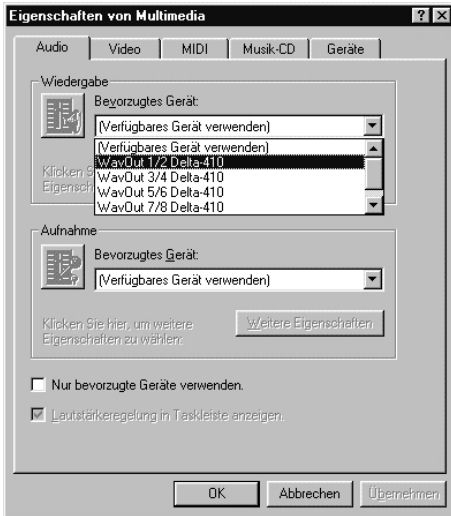 Eigenschaften von Multimedia
Audio
Video
MIDI
Musik-CD
Geräte
Wiedergabe
Bevorzugtes Gerät:
(Verfügbares Gerät verwenden)
(Verfügbares Gerät verwenden)
WavOut 1/2 Delta-410
WavOut 3/4 Delta-410
WavOut 5/6 Delta-410
WavOut 7/8 Delta-410
Klicken S
Eigensch
Aufnahme
Bevorzugtes Gerät:
(Verfügbares Gerät verwenden)
Klicken Sie hier, um weitere
Eigenschaften zu wählen:
Weitere Eigenschaften
Nur bevorzugte Geräte verwenden.
Lautstärkeregelung in Taskleiste anzeigen.
OK
Abbrechen
Übernehmen